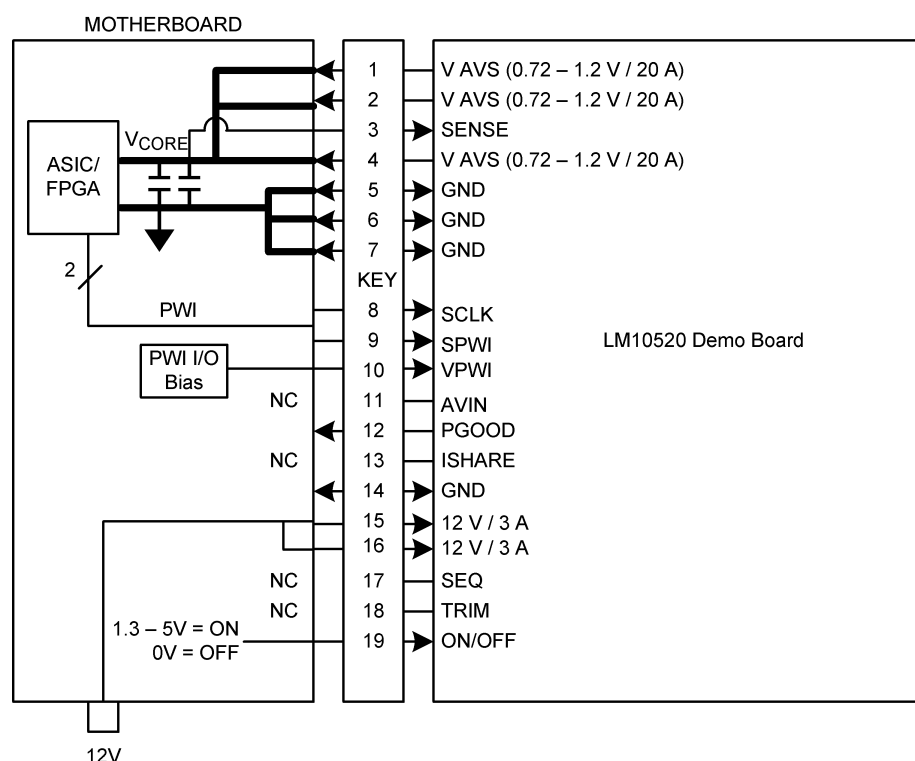 MOTHERBOARD
1 V AVS (0.72 – 1.2 V / 20 A)
2 V AVS (0.72 – 1.2 V / 20 A)
3 SENSE
VCORE
4 V AVS (0.72 – 1.2 V / 20 A)
ASIC/
FPGA
5 GND
6 GND
7 GND
2
KEY
PWI
8 SCLK
9 SPWI
LM10520 Demo Board
PWI I/O
Bias
10 VPWI
NC 11 AVIN
12 PGOOD
NC 13 ISHARE
14 GND
15 12 V / 3 A
16 12 V / 3 A
NC 17 SEQ
NC 18 TRIM
1.3 – 5V = ON
0V = OFF
19 ON/OFF
12V